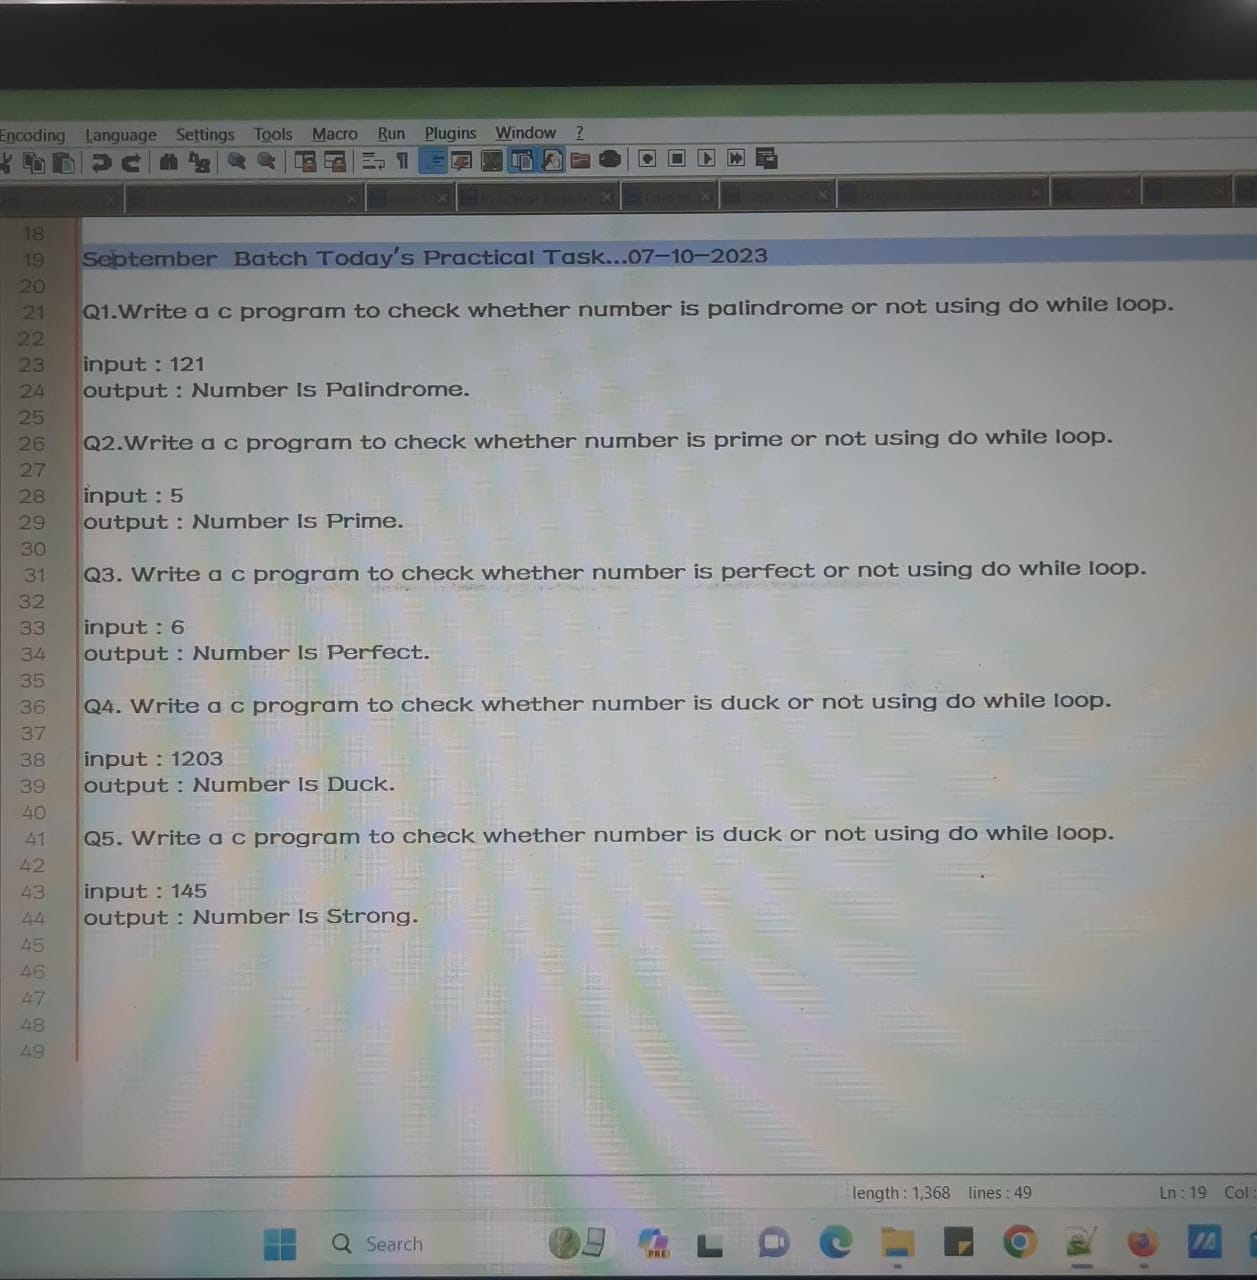 Encoding Language Settings Tools Macro Run Plugins Window ?
18
19 September Batch Today's Practical Task...07-10-2023
20
21 Q1.Write a c program to check whether number is palindrome or not using do while loop.
22
23 input : 121
24 output : Number Is Palindrome.
25
26 Q2.Write a c program to check whether number is prime or not using do while loop.
27
28 input : 5
29 output : Number Is Prime.
30
31 Q3. Write a c program to check whether number is perfect or not using do while loop.
32
33 input : 6
34 output : Number Is Perfect.
35
36 Q4. Write a c program to check whether number is duck or not using do while loop.
37
38 input : 1203
39 output : Number Is Duck.
40
41 Q5. Write a c program to check whether number is duck or not using do while loop.
42
43 input : 145
44 output : Number Is Strong.
45
46
47
48
49
length : 1,368 lines : 49 Ln : 19 Col :
Search
PRE